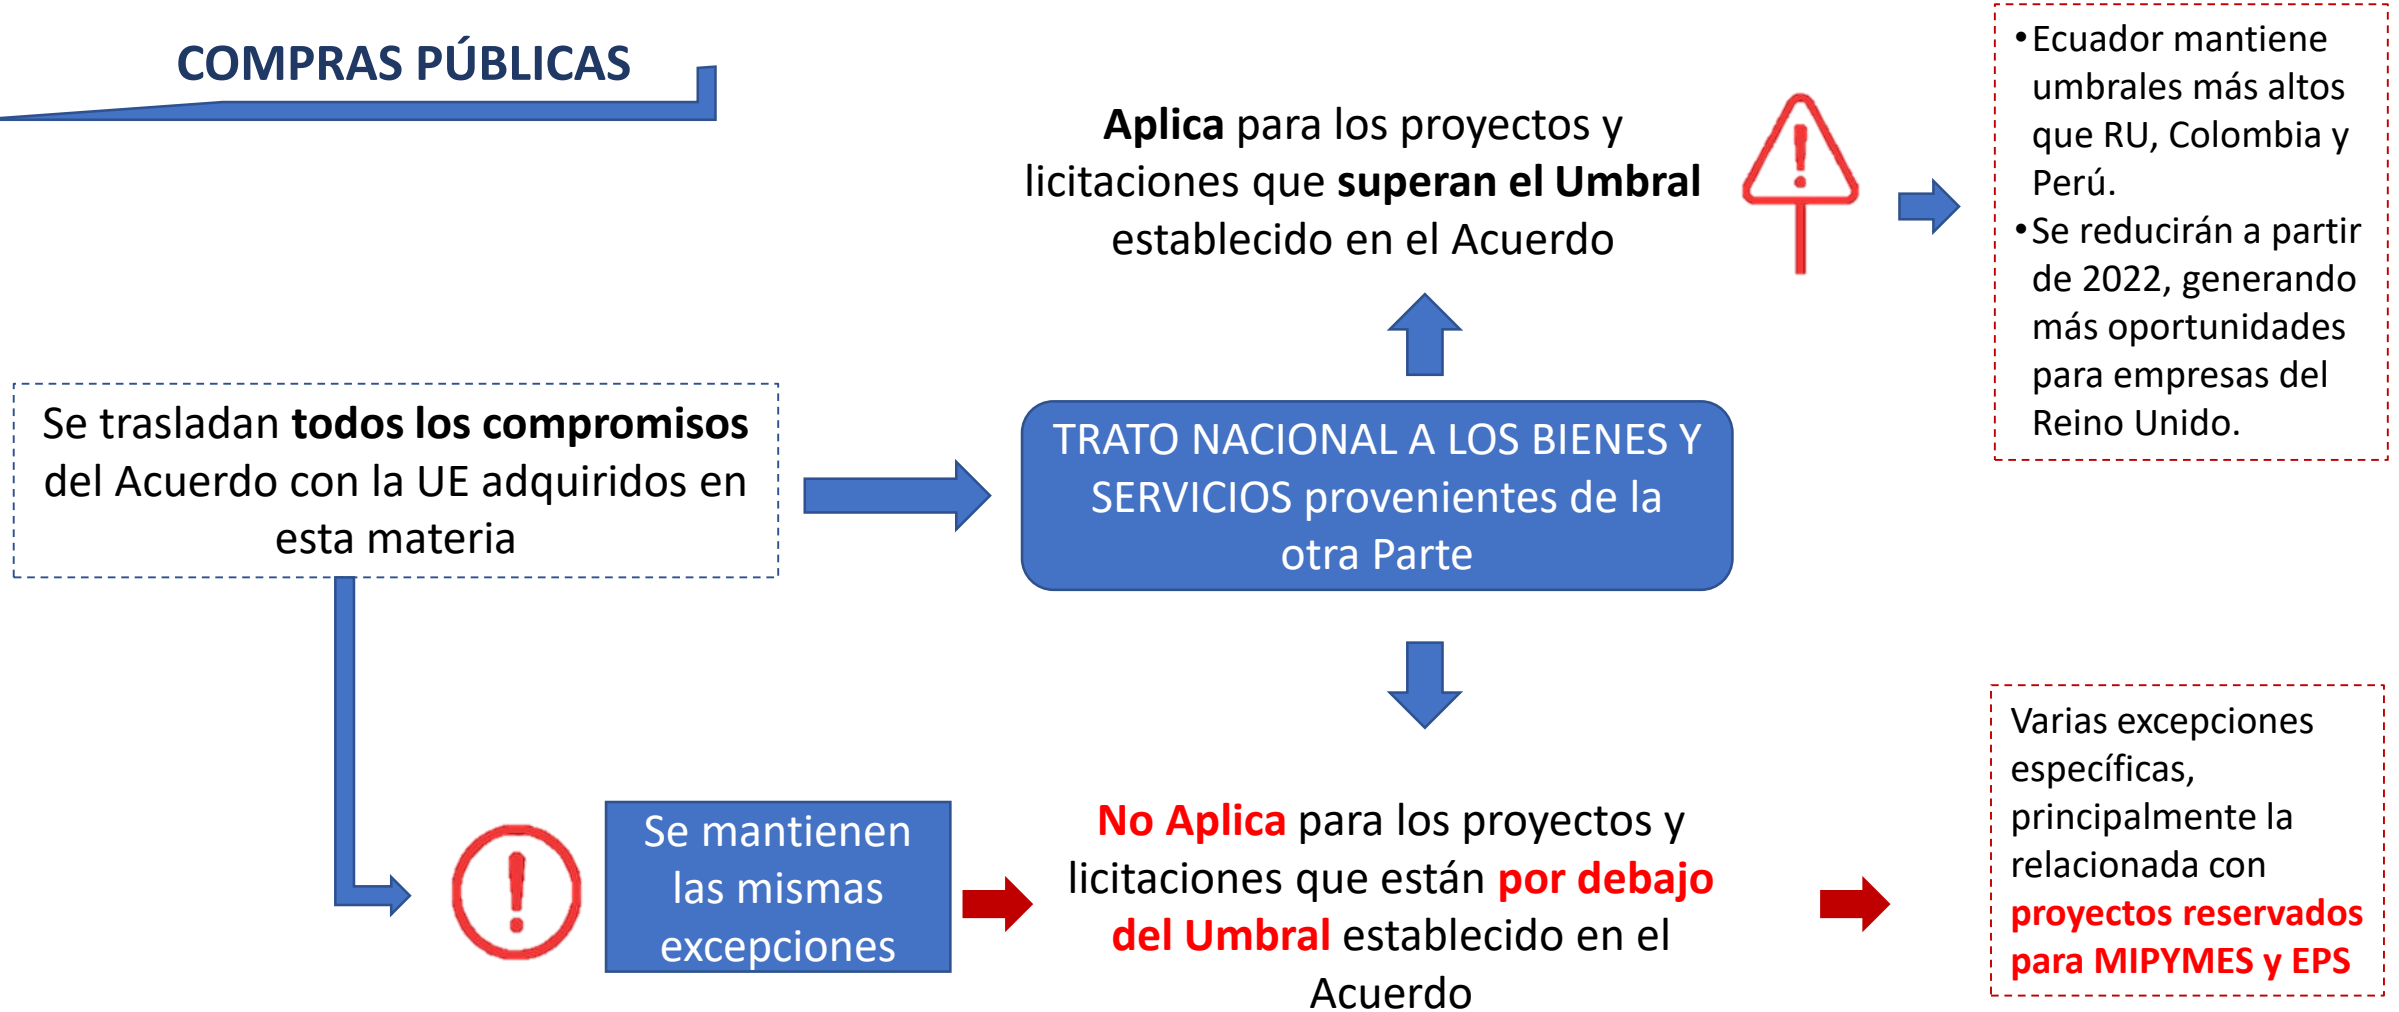 COMPRAS PÚBLICAS
Aplica para los proyectos y
licitaciones que superan el Umbral
establecido en el Acuerdo
•Ecuador mantiene
umbrales más altos
que RU, Colombia y
Perú.
•Se reducirán a partir
de 2022, generando
más oportunidades
para empresas del
Reino Unido.
Se trasladan todos los compromisos
del Acuerdo con la UE adquiridos en
esta materia
TRATO NACIONAL A LOS BIENES Y
SERVICIOS provenientes de la
otra Parte
Se mantienen
las mismas
excepciones
No Aplica para los proyectos y
licitaciones que están por debajo
del Umbral establecido en el
Acuerdo
Varias excepciones
específicas,
principalmente la
relacionada con
proyectos reservados
para MIPYMES y EPS